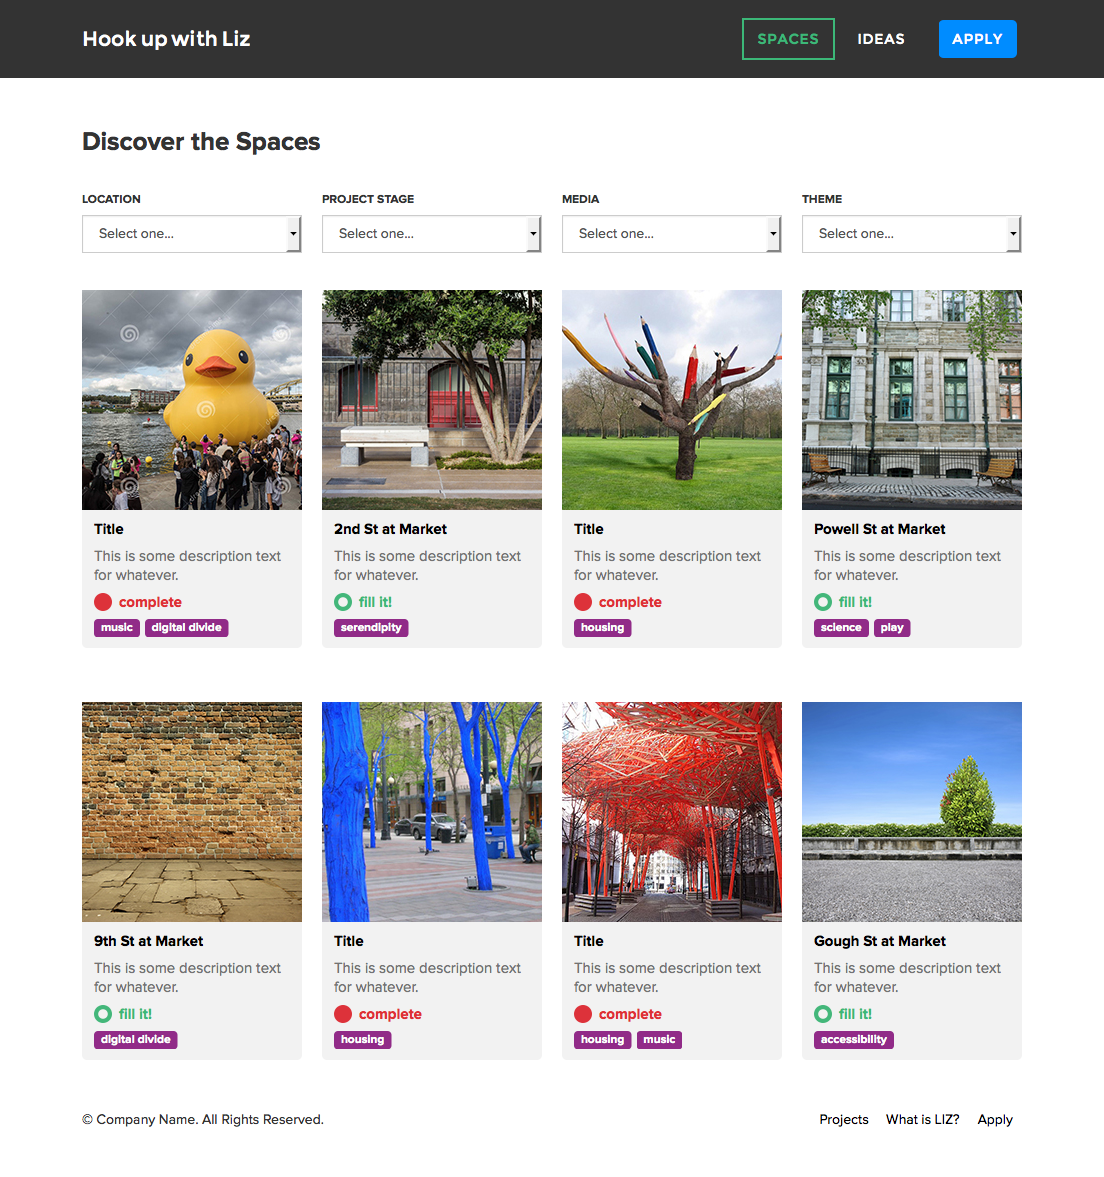 Hook up with Liz
SPACES
IDEAS
APPLY
Discover the Spaces
LOCATION
PROJECT STAGE
MEDIA
THEME
Select one...
Select one...
Select one...
Select one...
Title
This is some description text
for whatever.
complete
music
digital divide
2nd St at Market
This is some description text
for whatever.
fill it!
serendipity
Title
This is some description text
for whatever.
complete
housing
Powell St at Market
This is some description text
for whatever.
fill it!
science
play
9th St at Market
This is some description text
for whatever.
fill it!
digital divide
Title
This is some description text
for whatever.
complete
housing
Title
This is some description text
for whatever.
complete
housing
music
Gough St at Market
This is some description text
for whatever.
fill it!
accessibility
© Company Name. All Rights Reserved.
Projects
What is LIZ?
Apply